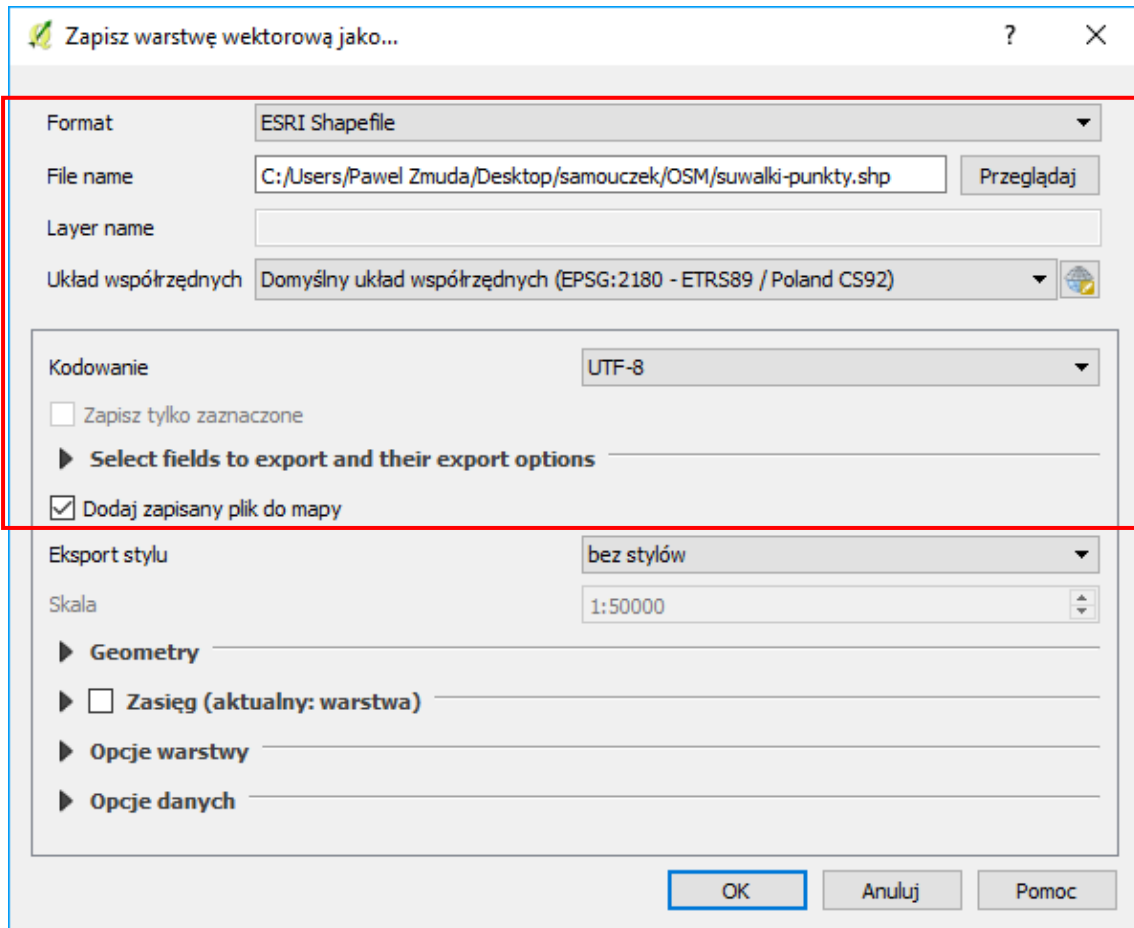 Zapisz warstwę wektorową jako...
Format ESRI Shapefile
File name C:/Users/Pawel Zmuda/Desktop/samouczek/OSM/suwalki-punkty.shp Przeglądaj
Layer name
Układ współrzędnych Domyślny układ współrzędnych (EPSG:2180 - ETRS89 / Poland CS92)
Kodowanie UTF-8
Zapisz tylko zaznaczone
Select fields to export and their export options
Dodaj zapisany plik do mapy
Eksport stylu bez stylów
Skala 1:50000
Geometry
Zasięg (aktualny: warstwa)
Opcje warstwy
Opcje danych
OK Anuluj Pomoc